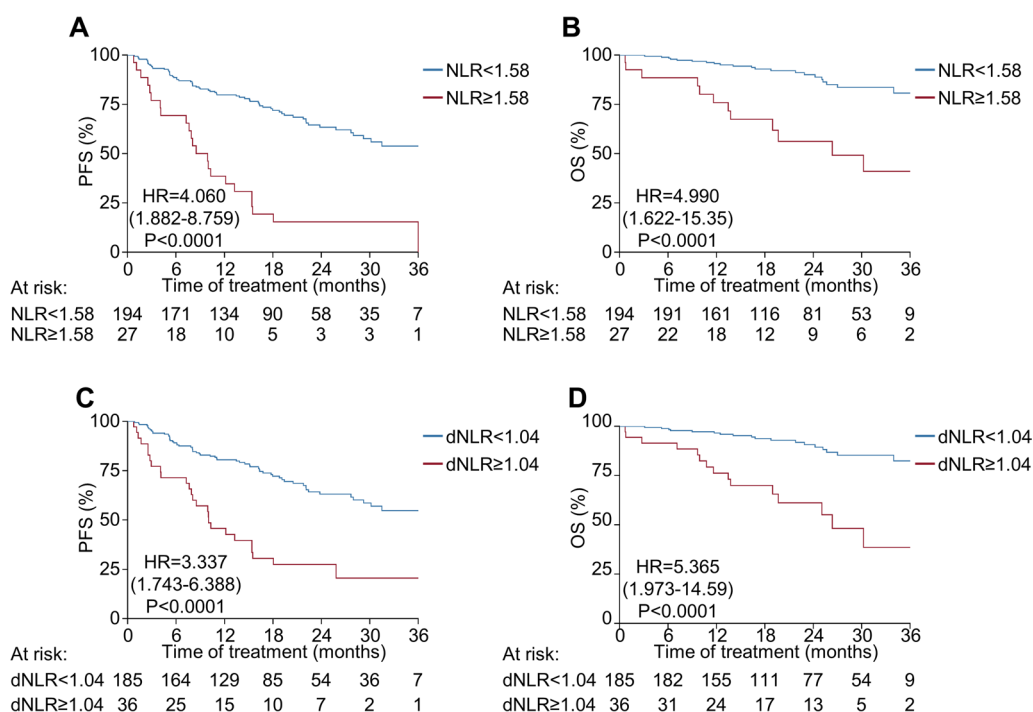 A
100
75
50
25
0
PFS (%)
NLR<1.58
NLR≥1.58
HR=4.060
(1.882-8.759)
P<0.0001
0 6 12 18 24 30 36
Time of treatment (months)
At risk:
NLR<1.58 194 171 134 90 58 35 7
NLR≥1.58 27 18 10 5 3 3 1
B
100
75
50
25
0
OS (%)
NLR<1.58
NLR≥1.58
HR=4.990
(1.622-15.35)
P<0.0001
0 6 12 18 24 30 36
Time of treatment (months)
At risk:
NLR<1.58 194 191 161 116 81 53 9
NLR≥1.58 27 22 18 12 9 6 2
C
100
75
50
25
0
PFS (%)
dNLR<1.04
dNLR≥1.04
HR=3.337
(1.743-6.388)
P<0.0001
0 6 12 18 24 30 36
Time of treatment (months)
At risk:
dNLR<1.04 185 164 129 85 54 36 7
dNLR≥1.04 36 25 15 10 7 2 1
D
100
75
50
25
0
OS (%)
dNLR<1.04
dNLR≥1.04
HR=5.365
(1.973-14.59)
P<0.0001
0 6 12 18 24 30 36
Time of treatment (months)
At risk:
dNLR<1.04 185 182 155 111 77 54 9
dNLR≥1.04 36 31 24 17 13 5 2